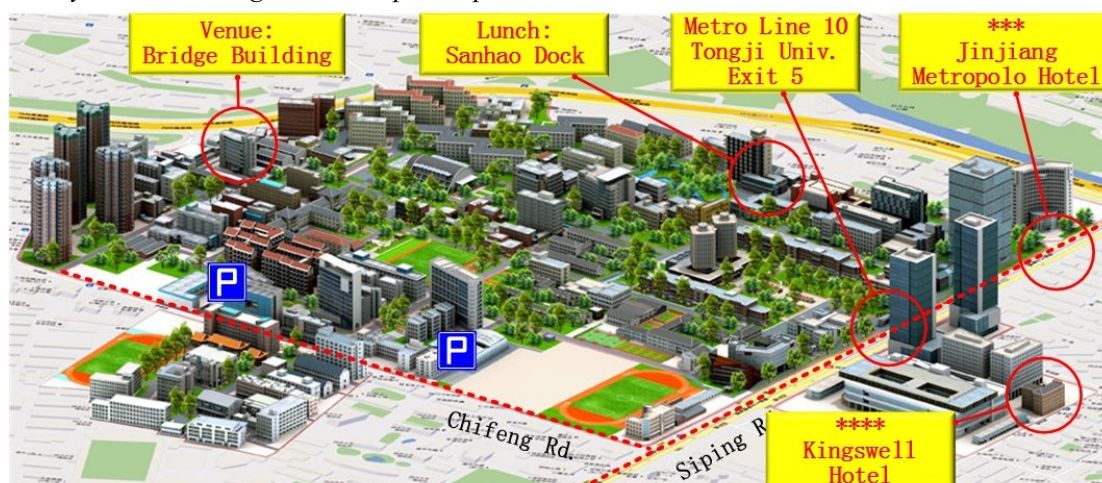 Venue:
Bridge Building
Lunch:
Sanhao Dock
Metro Line 10
Tongji Univ.
Exit 5
***
Jinjiang
Metropolo Hotel
P
P
Chifeng Rd.
Siping R
****
Kingswell
Hotel